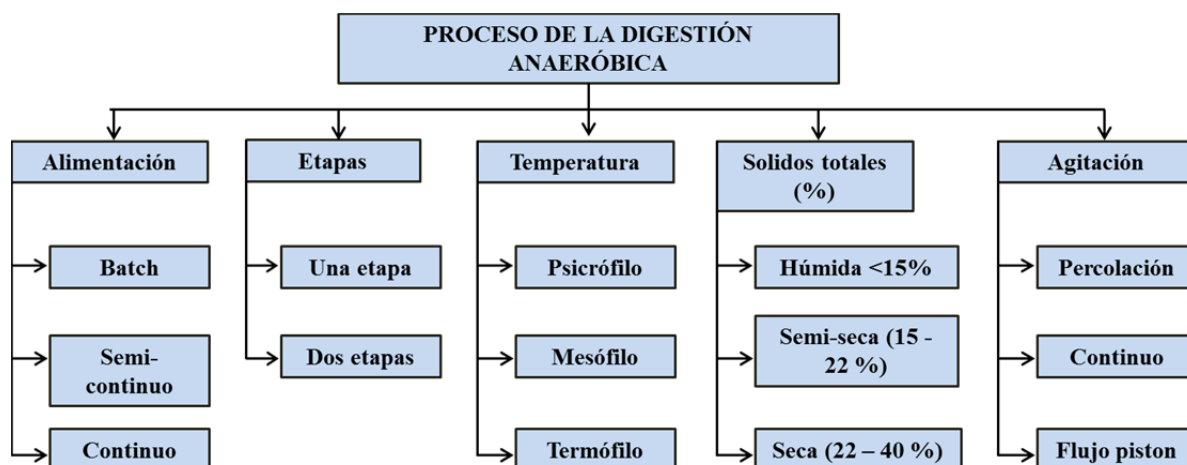 PROCESO DE LA DIGESTIÓN
ANAERÓBICA
Alimentación
Etapas
Temperatura
Solidos totales
(%)
Agitación
Batch
Una etapa
Psicrófilo
Húmida <15%
Percolación
Semi-
continuo
Dos etapas
Mesófilo
Semi-seca (15 -
22 %)
Continuo
Continuo
Termófilo
Seca (22 – 40 %)
Flujo piston